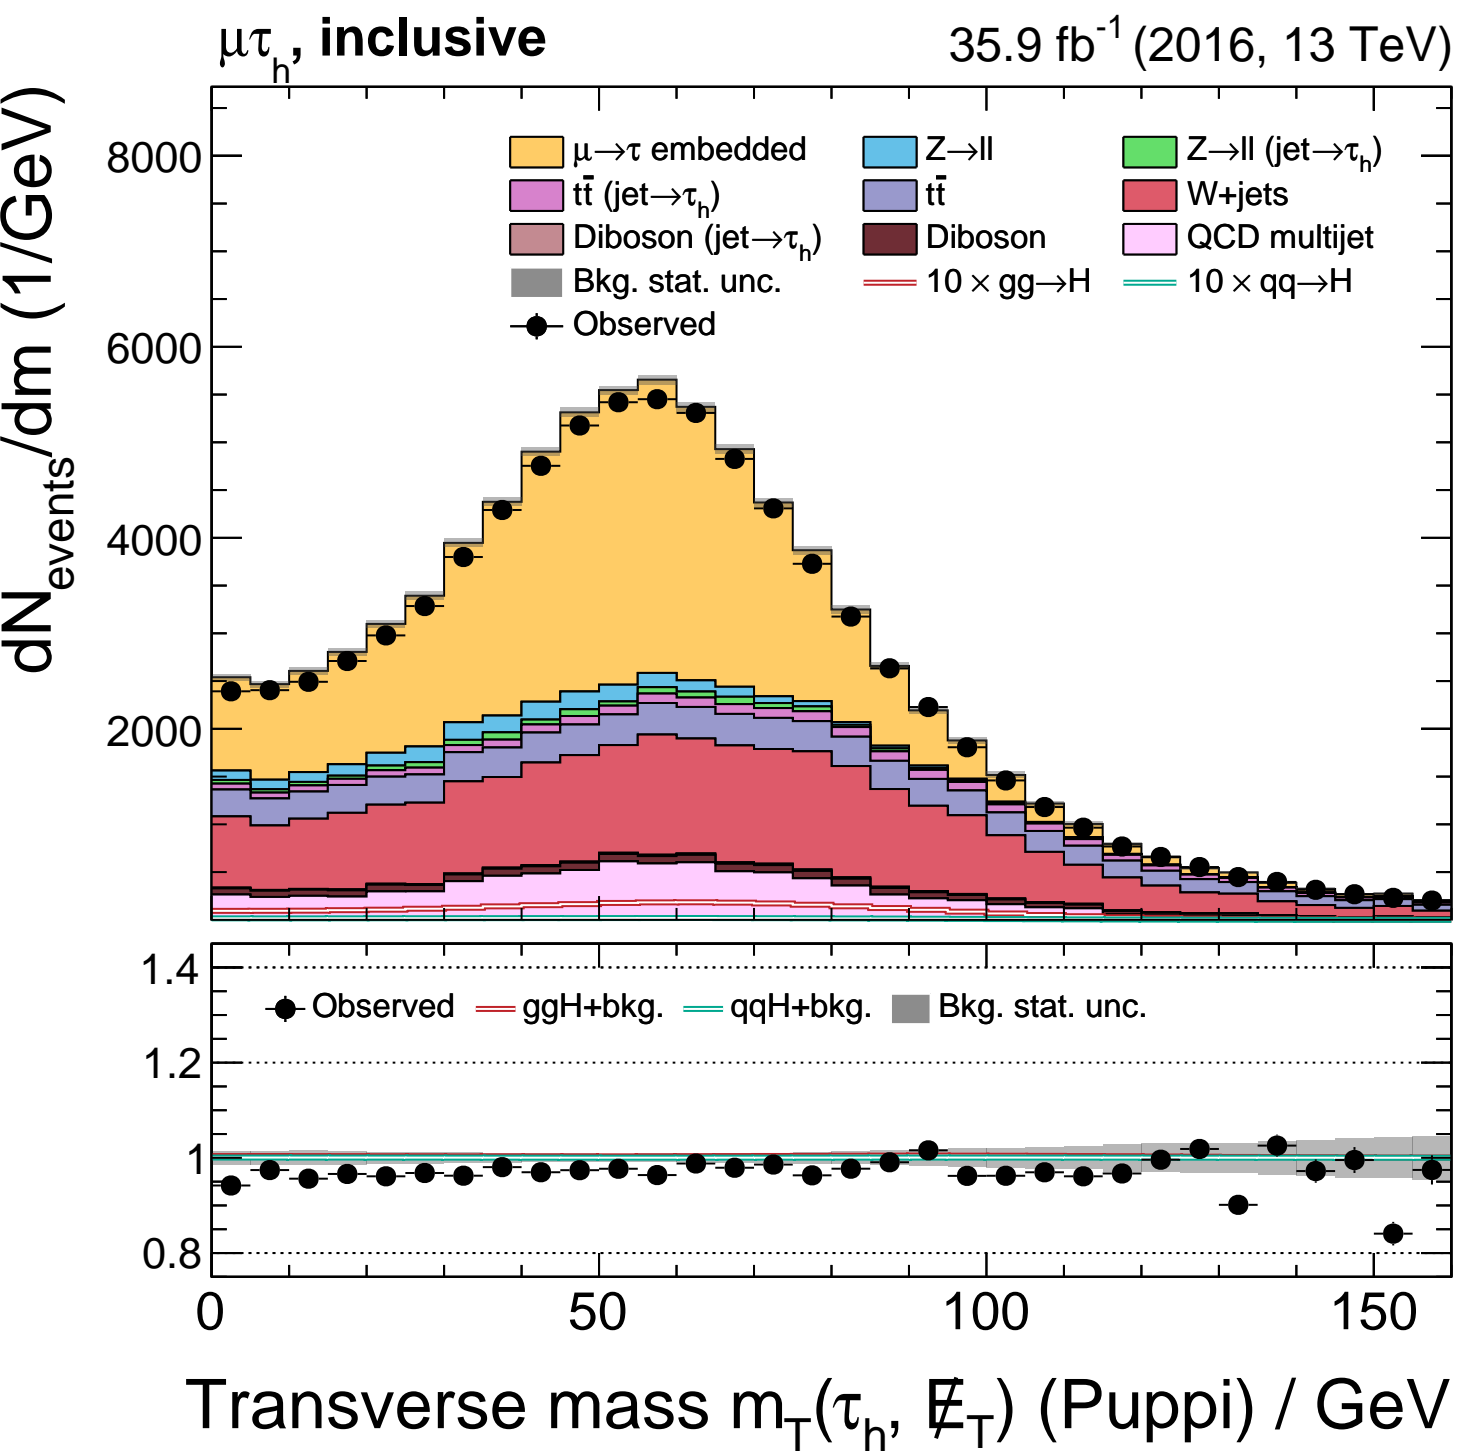 μτh, inclusive
35.9 fb-1 (2016, 13 TeV)
dNevents/dm (1/GeV)
8000
6000
4000
2000
μ→τ embedded
Z→ll
Z→ll (jet→τh)
tt̄ (jet→τh)
tt̄
W+jets
Diboson (jet→τh)
Diboson
QCD multijet
Bkg. stat. unc.
10 × gg→H
10 × qq→H
Observed
1.4
1.2
1
0.8
Observed
ggH+bkg.
qqH+bkg.
Bkg. stat. unc.
0
50
100
150
Transverse mass mT(τh, E̸T) (Puppi) / GeV